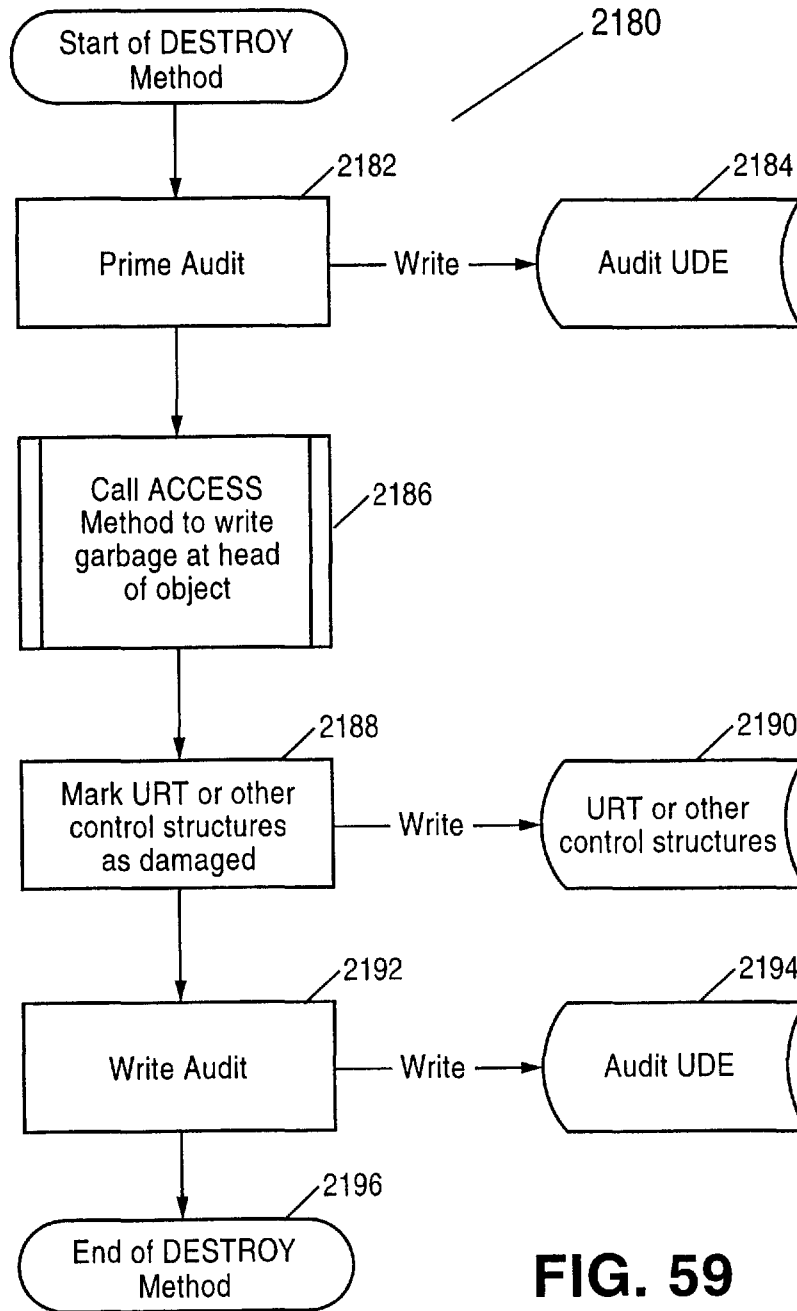 Start of DESTROY
Method
2180
2182
2184
Prime Audit
Write
Audit UDE
Call ACCESS
Method to write
garbage at head
of object
2186
2188
2190
Mark URT or other
control structures
as damaged
Write
URT or other
control structures
2192
2194
Write Audit
Write
Audit UDE
2196
End of DESTROY
Method
FIG. 59